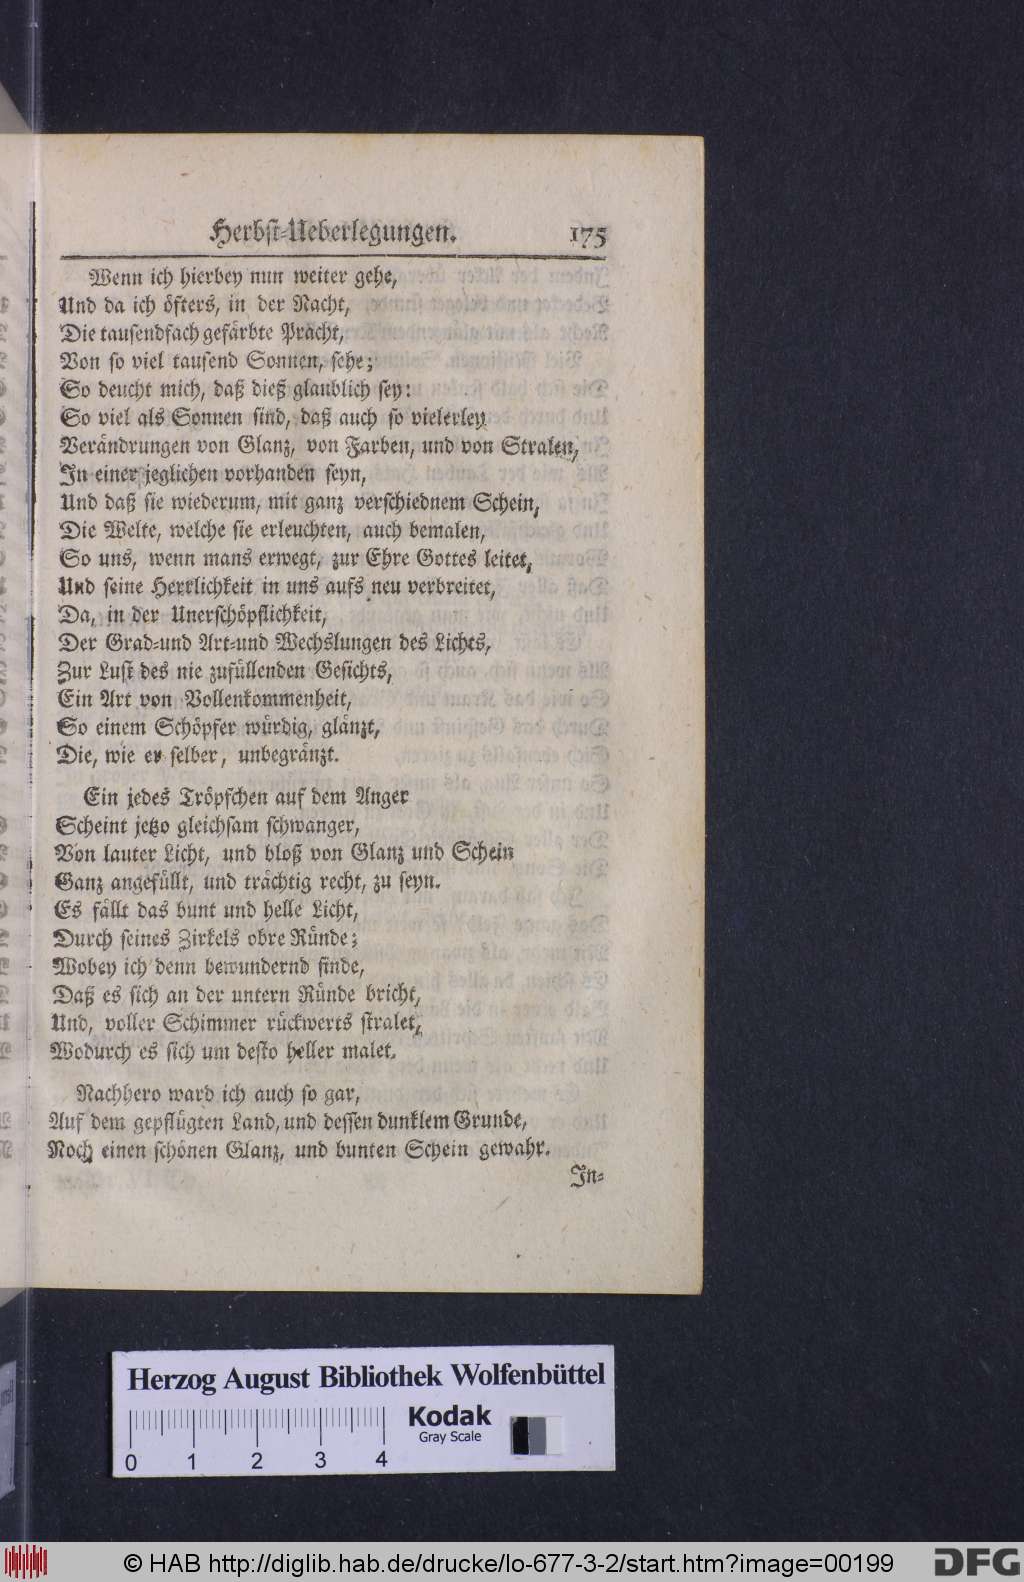 Herbst-Ueberlegungen. 175
Wenn ich hierbey nun weiter gehe,
Und da ich öfters, in der Nacht,
Die tausendfach gefärbte Pracht,
Von so viel tausend Sonnen, sehe;
So deucht mich, daß dieß glaublich sey:
So viel als Sonnen sind, daß auch so vielerley
Verändrungen von Glanz, von Farben, und von Stralen,
In einer jeglichen vorhanden seyn,
Und daß sie wiederum, mit ganz verschiednem Schein,
Die Welte, welche sie erleuchten, auch bemalen,
So uns, wenn mans erwegt, zur Ehre Gottes leitet,
Und seine Herrlichkeit in uns aufs neu verbreitet,
Da, in der Unerschöpflichkeit,
Der Grad-und Art-und Wechslungen des Lichts,
Zur Lust des nie zufüllenden Gesichts,
Ein Art von Vollenkommenheit,
So einem Schöpfer würdig, glänzt,
Die, wie er selber, unbegränzt.
Ein jedes Tröpfchen auf dem Anger
Scheint jetzo gleichsam schwanger,
Von lauter Licht, und bloß von Glanz und Schein
Ganz angefüllt, und trächtig recht, zu seyn.
Es fällt das bunt und helle Licht,
Durch seines Zirkels obre Ründe;
Wobey ich denn bewundernd finde,
Daß es sich an der untern Ründe bricht,
Und, voller Schimmer rückwerts stralet,
Wodurch es sich um desto heller malet.
Nachhero ward ich auch so gar,
Auf dem gepflügten Land, und dessen dunklem Grunde,
Noch einen schönen Glanz, und bunten Schein gewahr.
In-
Herzog August Bibliothek Wolfenbüttel
Kodak
Gray Scale
0 1 2 3 4
© HAB http://diglib.hab.de/drucke/lo-677-3-2/start.htm?image=00199
DFG